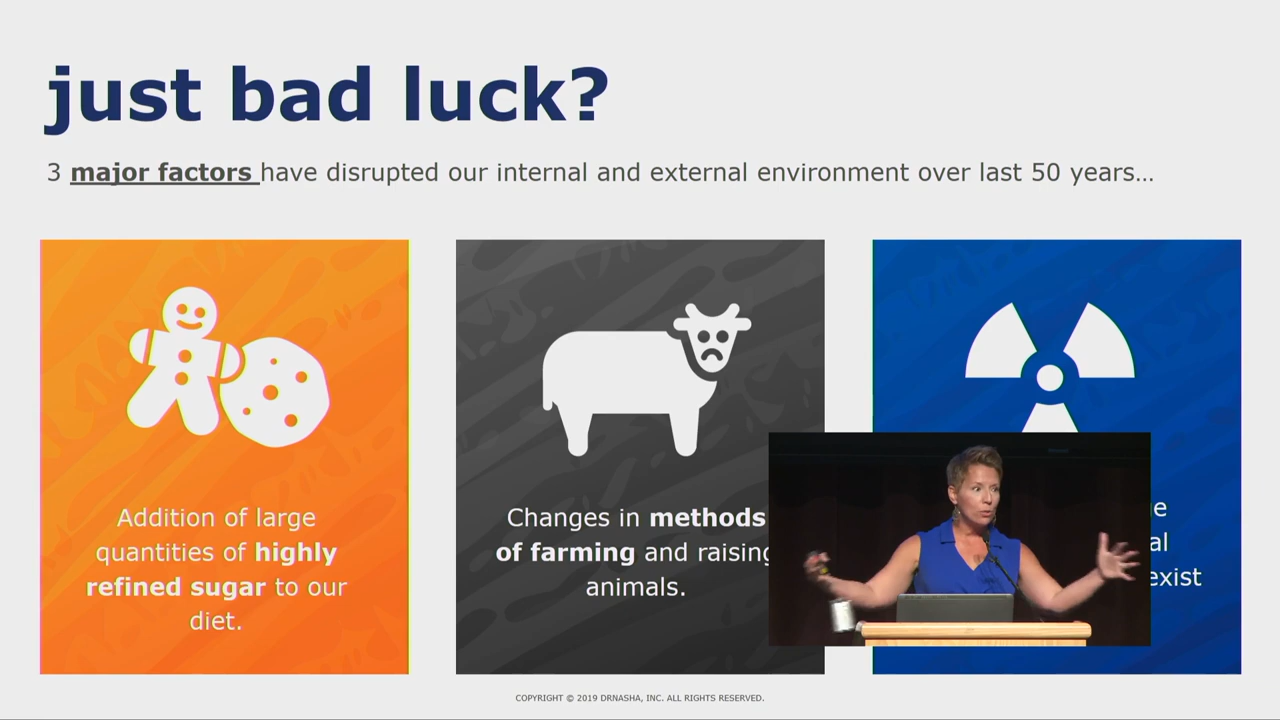 just bad luck?
3 major factors have disrupted our internal and external environment over last 50 years…
Addition of large
quantities of highly
refined sugar to our
diet.
Changes in methods
of farming and raising
animals.
exist
COPYRIGHT © 2019 DRNASHA, INC. ALL RIGHTS RESERVED.